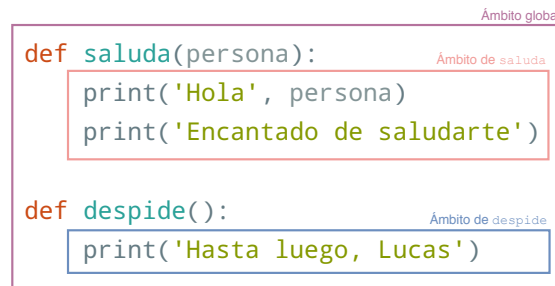 Ámbito globa
def saluda(persona):
Ámbito de saluda
print('Hola', persona)
print('Encantado de saludarte')
def despide():
Ámbito de despide
print('Hasta luego, Lucas')